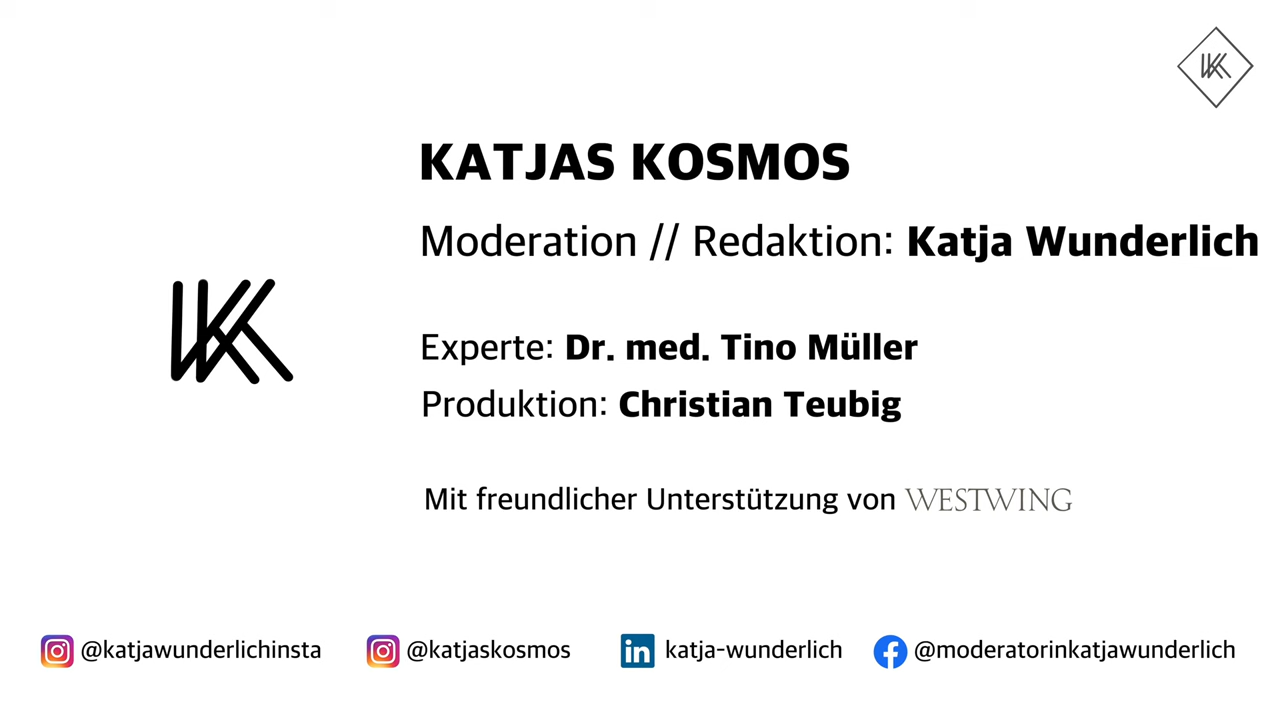 KATJAS KOSMOS
Moderation // Redaktion: Katja Wunderlich
Experte: Dr. med. Tino Müller
Produktion: Christian Teubig
Mit freundlicher Unterstützung von WESTWING
@katjawunderlichinsta @katjaskosmos in katja-wunderlich @moderatorinkatjawunderlich